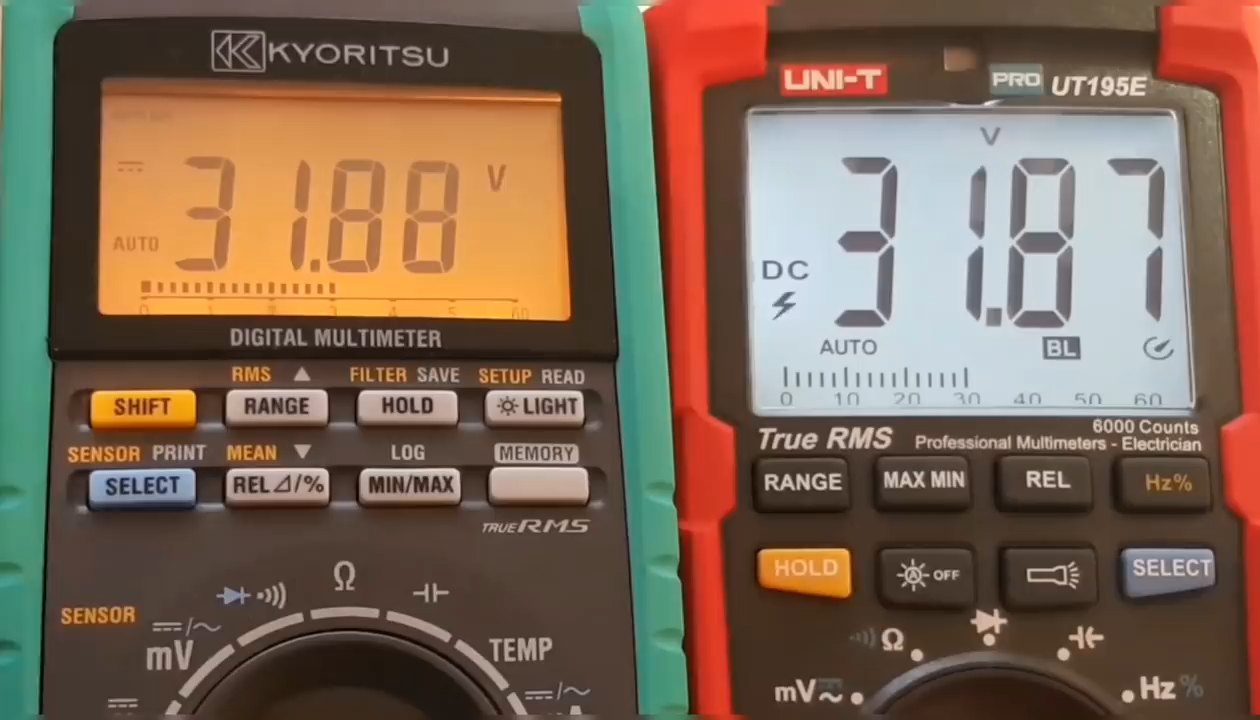 KYORITSU
31.88 V
AUTO
DIGITAL MULTIMETER
RMS ▲ FILTER SAVE SETUP READ
SHIFT RANGE HOLD LIGHT
SENSOR PRINT MEAN ▼ LOG MEMORY
SELECT REL⊿/% MIN/MAX
TRUE RMS
Ω
SENSOR
mV
TEMP
UNI-T PRO UT195E
V
31.87
DC
AUTO BL
0 10 20 30 40 50 60
6000 Counts
True RMS Professional Multimeters - Electrician
RANGE MAX MIN REL Hz%
HOLD OFF SELECT
Ω
mV Hz %